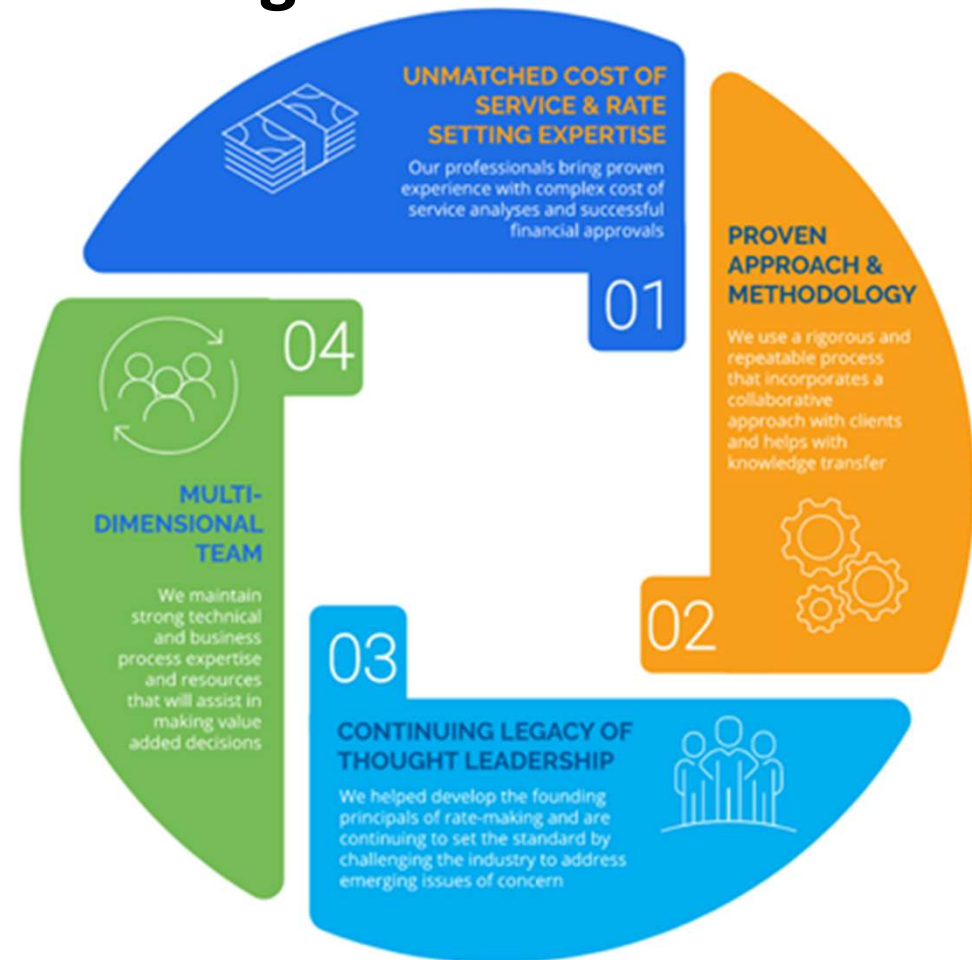 UNMATCHED COST OF
SERVICE & RATE
SETTING EXPERTISE
Our professionals bring proven
experience with complex cost of
service analyses and successful
financial approvals
01
PROVEN
APPROACH &
METHODOLOGY
We use a rigorous and
repeatable process
that incorporates a
collaborative
approach with clients
and helps with
knowledge transfer
02
03
CONTINUING LEGACY OF
THOUGHT LEADERSHIP
We helped develop the founding
principals of rate-making and are
continuing to set the standard by
challenging the industry to address
emerging issues of concern
04
MULTI-
DIMENSIONAL
TEAM
We maintain
strong technical
and business
process expertise
and resources
that will assist in
making value
added decisions